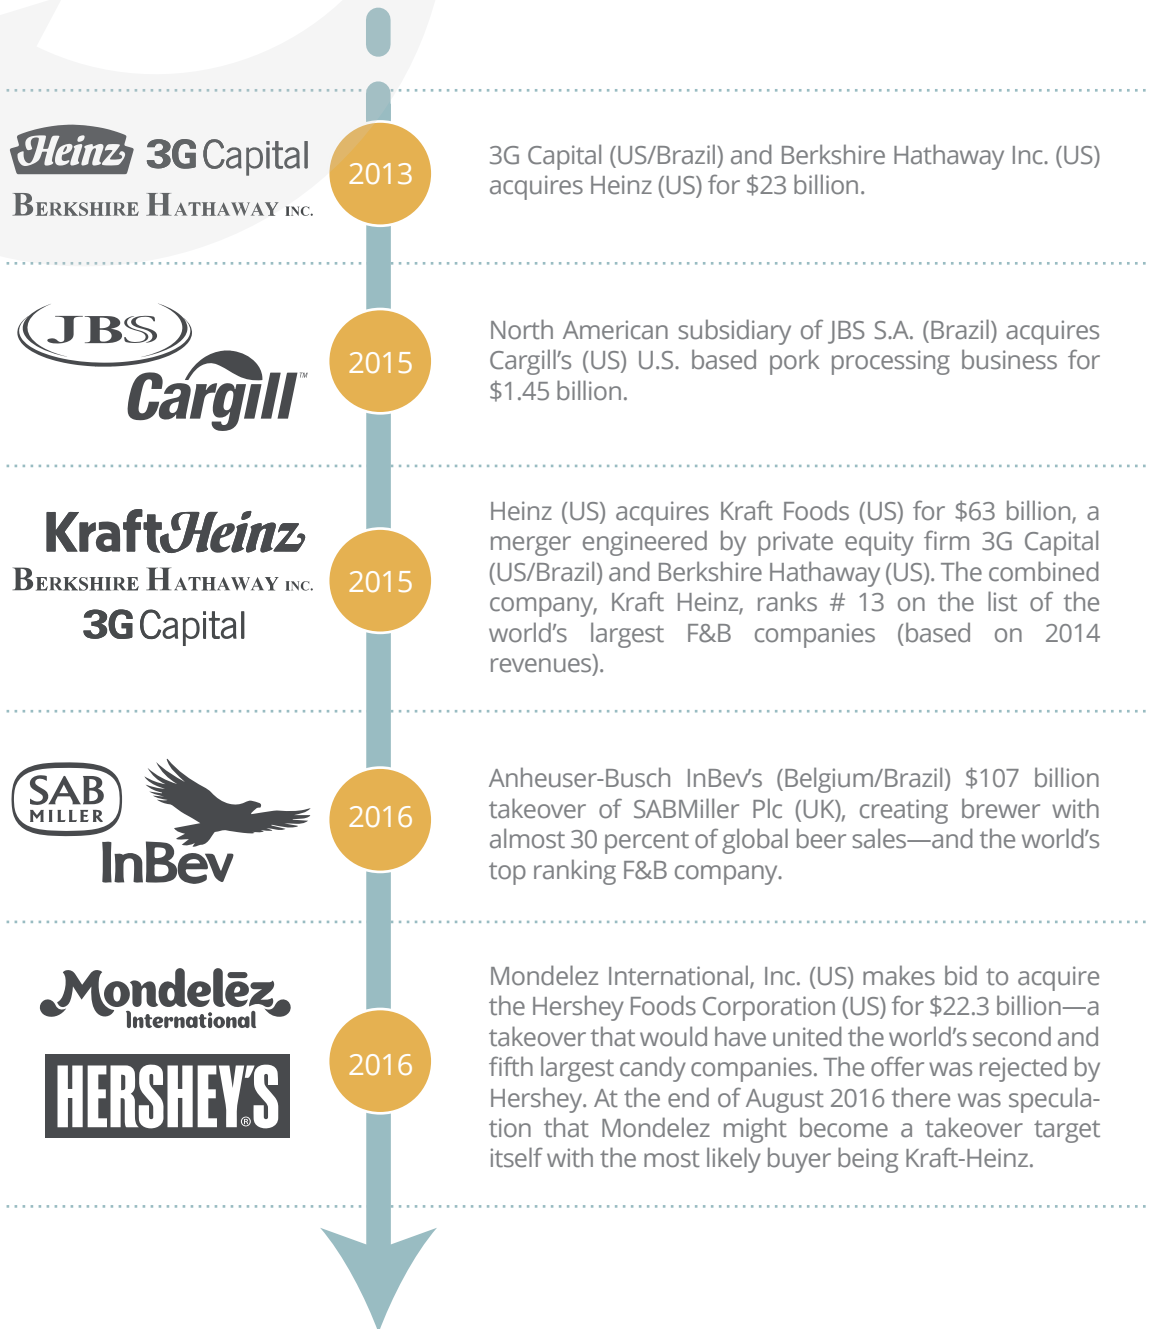 Heinz 3G Capital
BERKSHIRE HATHAWAY INC.
2013
3G Capital (US/Brazil) and Berkshire Hathaway Inc. (US)
acquires Heinz (US) for $23 billion.
JBS
Cargill™
2015
North American subsidiary of JBS S.A. (Brazil) acquires
Cargill’s (US) U.S. based pork processing business for
$1.45 billion.
KraftHeinz
BERKSHIRE HATHAWAY INC.
3G Capital
2015
Heinz (US) acquires Kraft Foods (US) for $63 billion, a
merger engineered by private equity firm 3G Capital
(US/Brazil) and Berkshire Hathaway (US). The combined
company, Kraft Heinz, ranks # 13 on the list of the
world’s largest F&B companies (based on 2014
revenues).
SAB
MILLER
InBev
2016
Anheuser-Busch InBev’s (Belgium/Brazil) $107 billion
takeover of SABMiller Plc (UK), creating brewer with
almost 30 percent of global beer sales—and the world’s
top ranking F&B company.
Mondelēz
International
HERSHEY'S®
2016
Mondelez International, Inc. (US) makes bid to acquire
the Hershey Foods Corporation (US) for $22.3 billion—a
takeover that would have united the world’s second and
fifth largest candy companies. The offer was rejected by
Hershey. At the end of August 2016 there was specula-
tion that Mondelez might become a takeover target
itself with the most likely buyer being Kraft-Heinz.